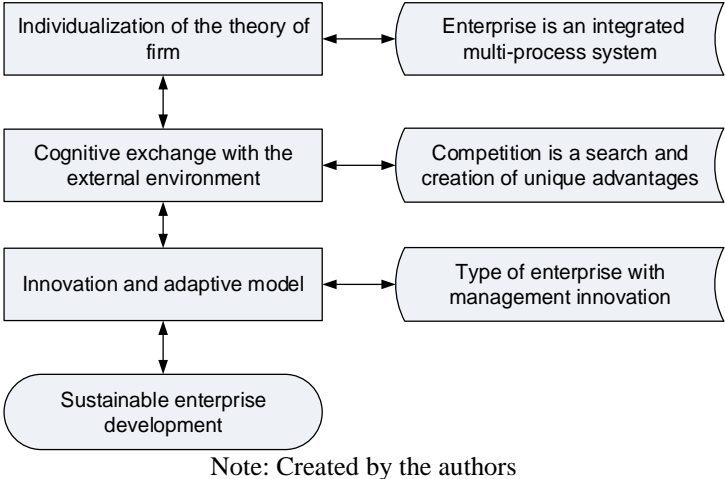 Individualization of the theory of
firm
Enterprise is an integrated
multi-process system
Cognitive exchange with the
external environment
Competition is a search and
creation of unique advantages
Innovation and adaptive model
Type of enterprise with
management innovation
Sustainable enterprise
development
Note: Created by the authors